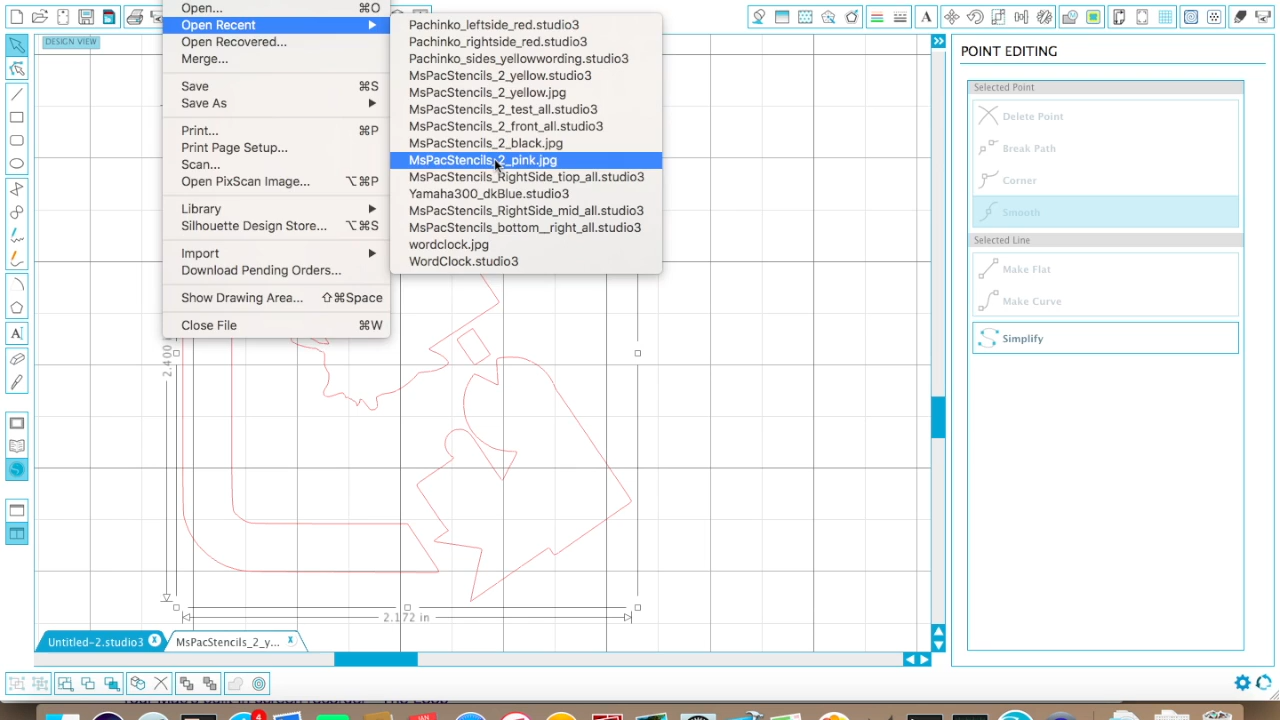 Open... ⌘O
Open Recent
Open Recovered...
Merge...
Save ⌘S
Save As
Print... ⌘P
Print Page Setup...
Scan...
Open PixScan Image... ⌥⌘P
Library
Silhouette Design Store... ⌥⌘S
Import
Download Pending Orders...
Show Drawing Area... ⇧⌘Space
Close File ⌘W
Pachinko_leftside_red.studio3
Pachinko_rightside_red.studio3
Pachinko_sides_yellowwording.studio3
MsPacStencils_2_yellow.studio3
MsPacStencils_2_yellow.jpg
MsPacStencils_2_test_all.studio3
MsPacStencils_2_front_all.studio3
MsPacStencils_2_black.jpg
MsPacStencils_2_pink.jpg
MsPacStencils_RightSide_tiop_all.studio3
Yamaha300_dkBlue.studio3
MsPacStencils_RightSide_mid_all.studio3
MsPacStencils_bottom__right_all.studio3
wordclock.jpg
WordClock.studio3
DESIGN VIEW
A
A
2.400
2.172 in
Untitled-2.studio3 x
MsPacStencils_2_y... x
POINT EDITING
Selected Point
Delete Point
Break Path
Corner
Smooth
Selected Line
Make Flat
Make Curve
Simplify
4
JAN